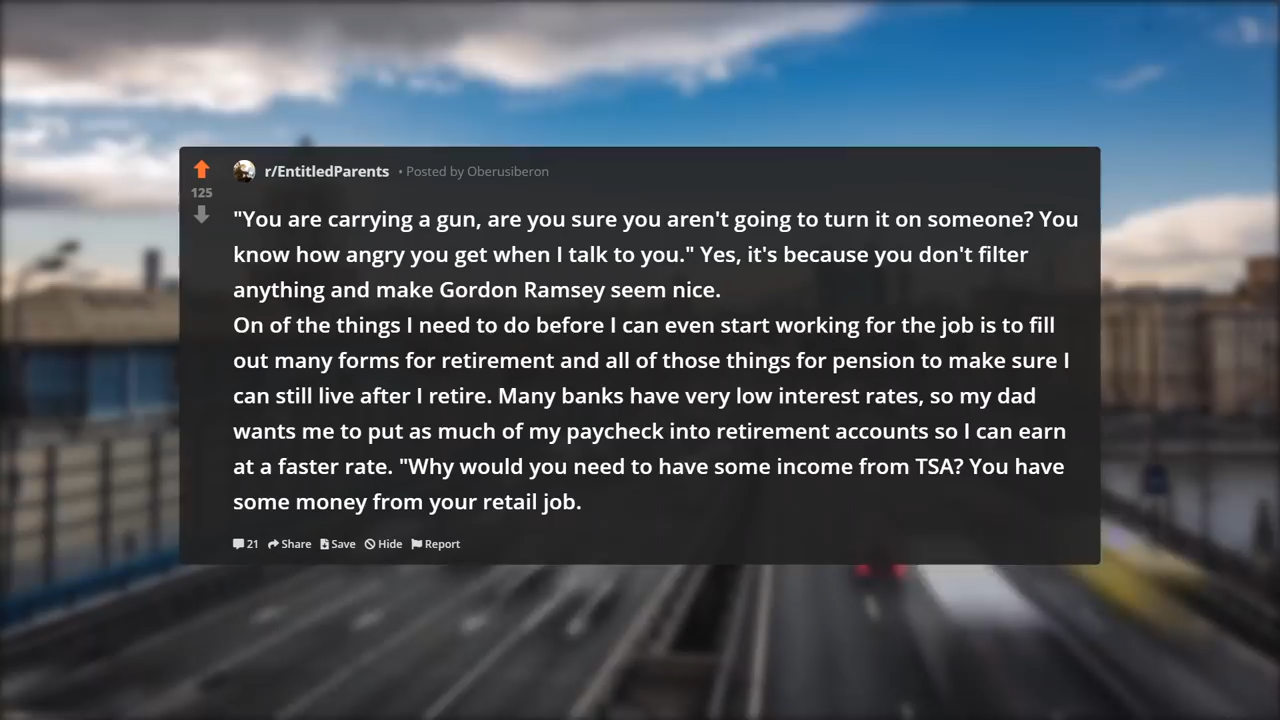 r/EntitledParents • Posted by Oberusiberon
125
"You are carrying a gun, are you sure you aren't going to turn it on someone? You
know how angry you get when I talk to you." Yes, it's because you don't filter
anything and make Gordon Ramsey seem nice.
On of the things I need to do before I can even start working for the job is to fill
out many forms for retirement and all of those things for pension to make sure I
can still live after I retire. Many banks have very low interest rates, so my dad
wants me to put as much of my paycheck into retirement accounts so I can earn
at a faster rate. "Why would you need to have some income from TSA? You have
some money from your retail job.
21 Share Save Hide Report